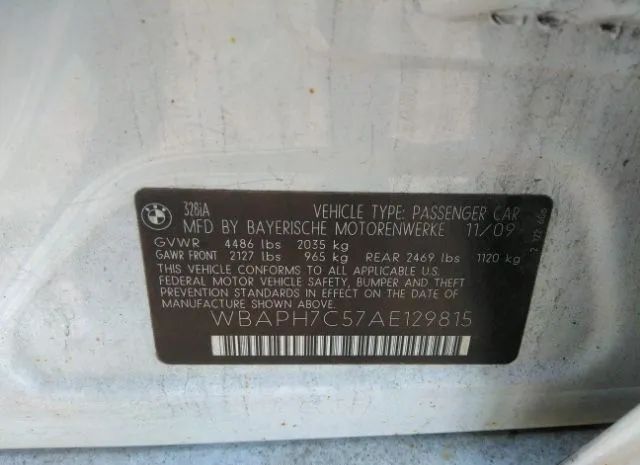 BMW
328iA VEHICLE TYPE: PASSENGER CAR
MFD BY BAYERISCHE MOTORENWERKE 11/09
GVWR 4486 lbs 2035 kg
GAWR FRONT 2127 lbs 965 kg REAR 2469 lbs 1120 kg
THIS VEHICLE CONFORMS TO ALL APPLICABLE U.S.
FEDERAL MOTOR VEHICLE SAFETY, BUMPER, AND
THEFT PREVENTION STANDARDS IN EFFECT ON THE DATE
OF MANUFACTURE SHOWN ABOVE.
WBAPH7C57AE129815